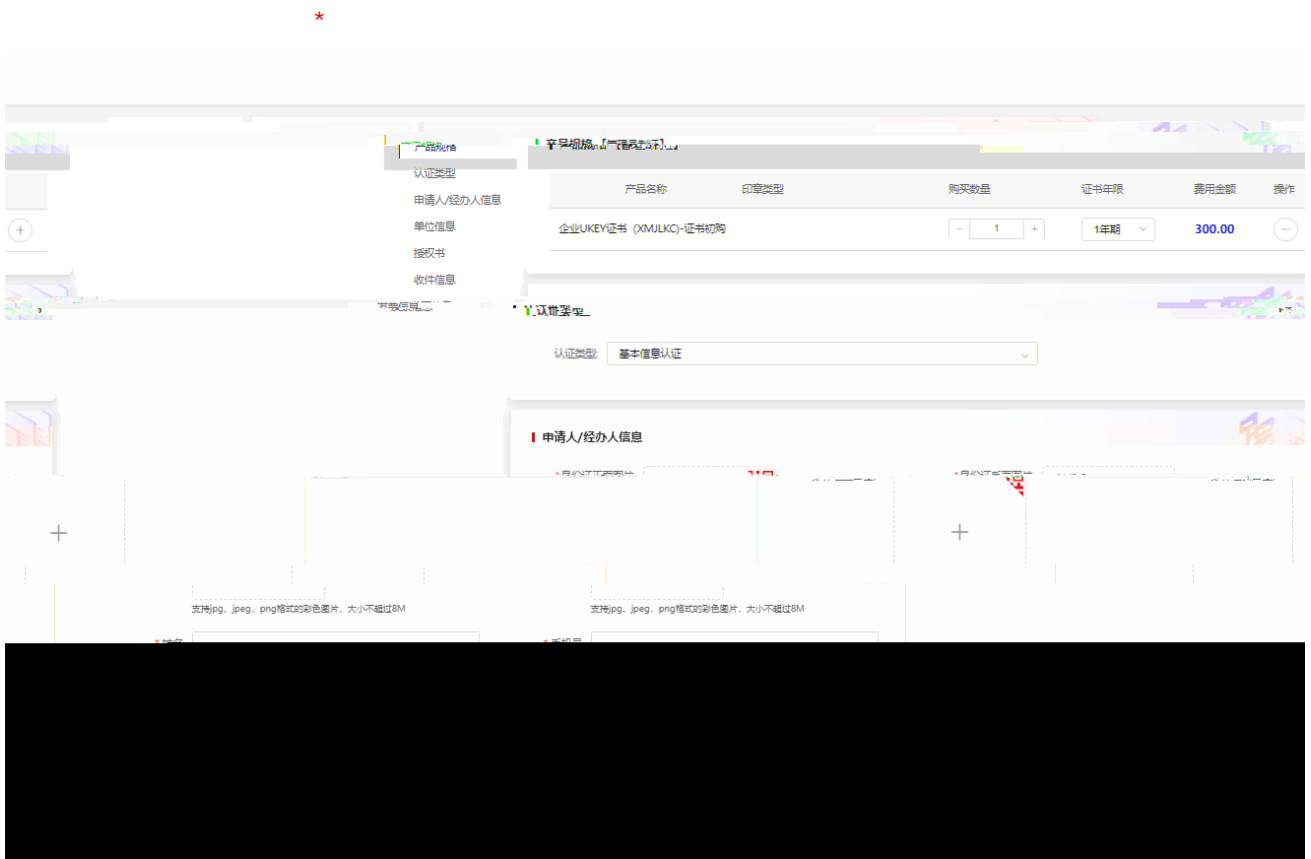 *
产品规格
认证类型
申请人/经办人信息
单位信息
授权书
收件信息
产品名称 印章类型 购买数量 证书年限 费用金额 操作
企业UKEY证书（XMJLKC)-证书初购 − 1 + 1年期 300.00
认证类型: 基本信息认证
申请人/经办人信息
支持jpg、jpeg，png格式的彩色图片，大小不超过8M 支持jpg、jpeg，png格式的彩色图片，大小不超过8M